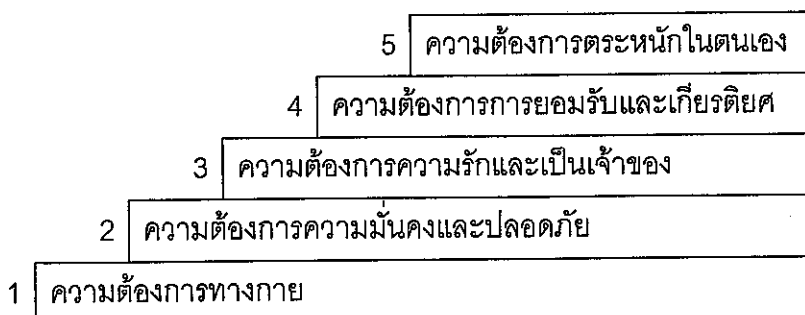 5 ความต้องการตระหนักในตนเอง
4 ความต้องการการยอมรับและเกียรติยศ
3 ความต้องการความรักและเป็นเจ้าของ
2 ความต้องการความมั่นคงและปลอดภัย
1 ความต้องการทางกาย